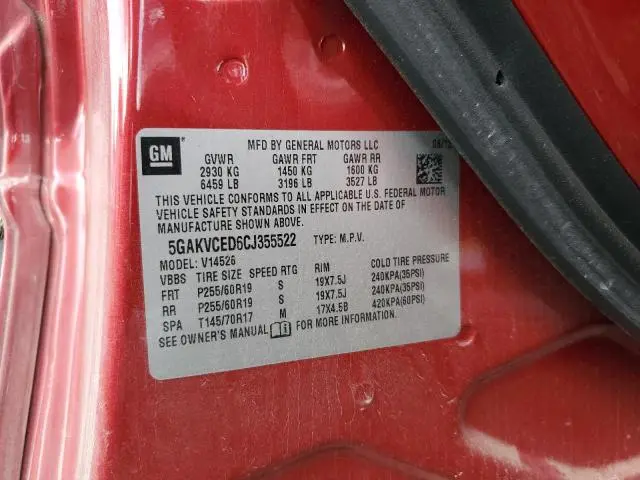 GM
MFD BY GENERAL MOTORS LLC
GVWR GAWR FRT GAWR RR
2930 KG 1450 KG 1600 KG
6459 LB 3196 LB 3527 LB
THIS VEHICLE CONFORMS TO ALL APPLICABLE U.S. FEDERAL MOTOR
VEHICLE SAFETY STANDARDS IN EFFECT ON THE DATE OF
MANUFACTURE SHOWN ABOVE.
5GAKVCED6CJ355522 TYPE: M.P.V.
MODEL: V14526
VBBS TIRE SIZE SPEED RTG RIM COLD TIRE PRESSURE
FRT P255/60R19 S 19X7.5J 240KPA(35PSI)
RR P255/60R19 S 19X7.5J 240KPA(35PSI)
SPA T145/70R17 M 17X4.5B 420KPA(60PSI)
SEE OWNER'S MANUAL FOR MORE INFORMATION.